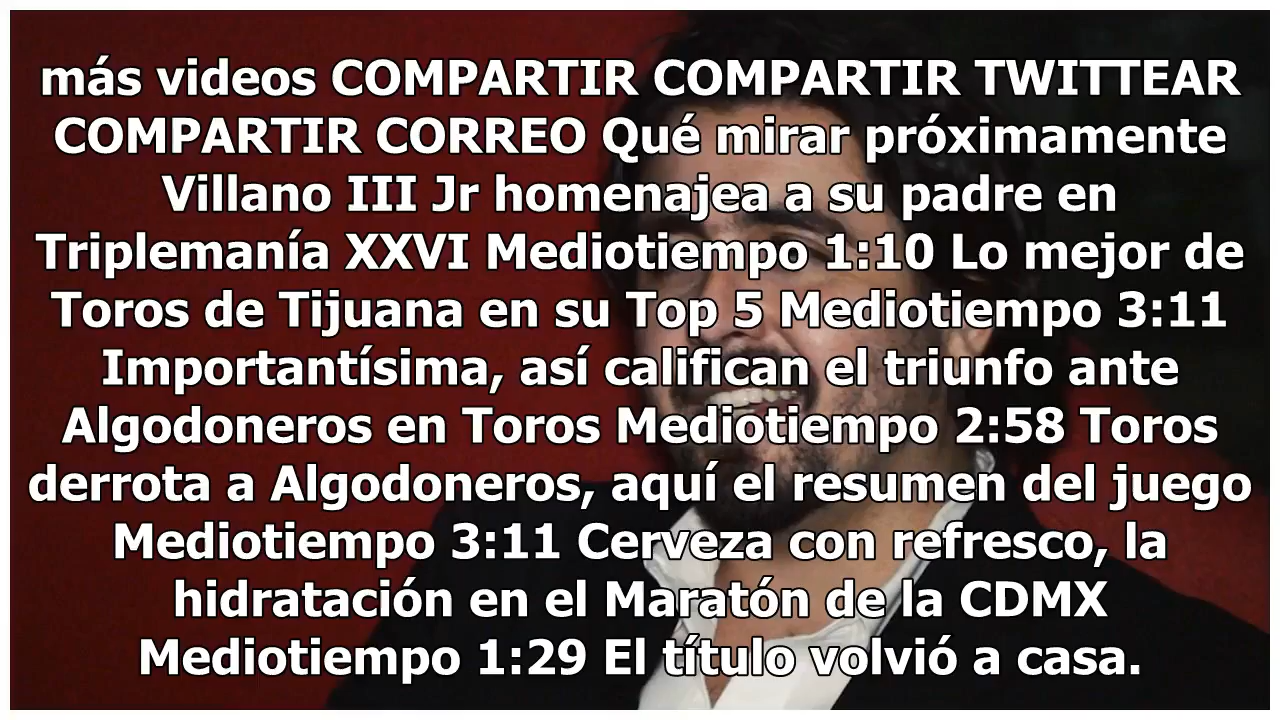 más videos COMPARTIR COMPARTIR TWITTEAR
COMPARTIR CORREO Qué mirar próximamente
Villano III Jr homenajea a su padre en
Triplemanía XXVI Mediotiempo 1:10 Lo mejor de
Toros de Tijuana en su Top 5 Mediotiempo 3:11
Importantísima, así califican el triunfo ante
Algodoneros en Toros Mediotiempo 2:58 Toros
derrota a Algodoneros, aquí el resumen del juego
Mediotiempo 3:11 Cerveza con refresco, la
hidratación en el Maratón de la CDMX
Mediotiempo 1:29 El título volvió a casa.